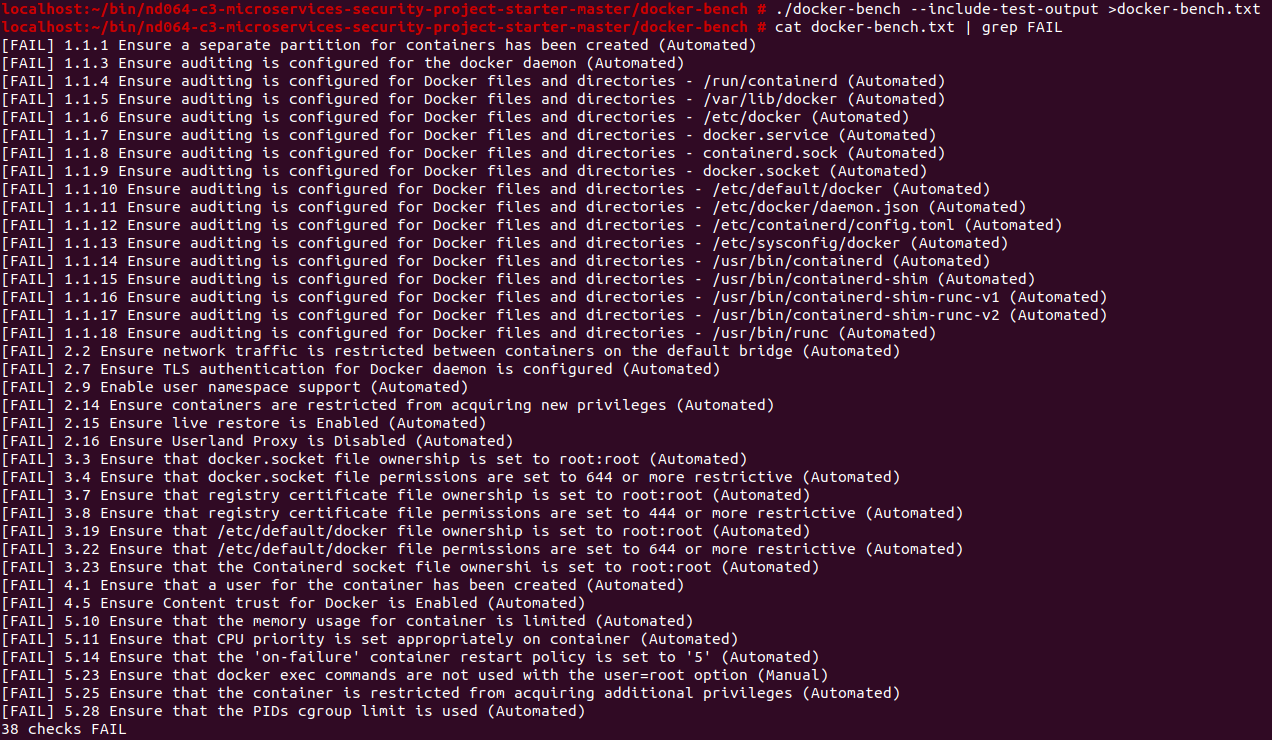 localhost:~/bin/nd064-c3-microservices-security-project-starter-master/docker-bench # ./docker-bench --include-test-output >docker-bench.txt
localhost:~/bin/nd064-c3-microservices-security-project-starter-master/docker-bench # cat docker-bench.txt | grep FAIL
[FAIL] 1.1.1 Ensure a separate partition for containers has been created (Automated)
[FAIL] 1.1.3 Ensure auditing is configured for the docker daemon (Automated)
[FAIL] 1.1.4 Ensure auditing is configured for Docker files and directories - /run/containerd (Automated)
[FAIL] 1.1.5 Ensure auditing is configured for Docker files and directories - /var/lib/docker (Automated)
[FAIL] 1.1.6 Ensure auditing is configured for Docker files and directories - /etc/docker (Automated)
[FAIL] 1.1.7 Ensure auditing is configured for Docker files and directories - docker.service (Automated)
[FAIL] 1.1.8 Ensure auditing is configured for Docker files and directories - containerd.sock (Automated)
[FAIL] 1.1.9 Ensure auditing is configured for Docker files and directories - docker.socket (Automated)
[FAIL] 1.1.10 Ensure auditing is configured for Docker files and directories - /etc/default/docker (Automated)
[FAIL] 1.1.11 Ensure auditing is configured for Docker files and directories - /etc/docker/daemon.json (Automated)
[FAIL] 1.1.12 Ensure auditing is configured for Docker files and directories - /etc/containerd/config.toml (Automated)
[FAIL] 1.1.13 Ensure auditing is configured for Docker files and directories - /etc/sysconfig/docker (Automated)
[FAIL] 1.1.14 Ensure auditing is configured for Docker files and directories - /usr/bin/containerd (Automated)
[FAIL] 1.1.15 Ensure auditing is configured for Docker files and directories - /usr/bin/containerd-shim (Automated)
[FAIL] 1.1.16 Ensure auditing is configured for Docker files and directories - /usr/bin/containerd-shim-runc-v1 (Automated)
[FAIL] 1.1.17 Ensure auditing is configured for Docker files and directories - /usr/bin/containerd-shim-runc-v2 (Automated)
[FAIL] 1.1.18 Ensure auditing is configured for Docker files and directories - /usr/bin/runc (Automated)
[FAIL] 2.2 Ensure network traffic is restricted between containers on the default bridge (Automated)
[FAIL] 2.7 Ensure TLS authentication for Docker daemon is configured (Automated)
[FAIL] 2.9 Enable user namespace support (Automated)
[FAIL] 2.14 Ensure containers are restricted from acquiring new privileges (Automated)
[FAIL] 2.15 Ensure live restore is Enabled (Automated)
[FAIL] 2.16 Ensure Userland Proxy is Disabled (Automated)
[FAIL] 3.3 Ensure that docker.socket file ownership is set to root:root (Automated)
[FAIL] 3.4 Ensure that docker.socket file permissions are set to 644 or more restrictive (Automated)
[FAIL] 3.7 Ensure that registry certificate file ownership is set to root:root (Automated)
[FAIL] 3.8 Ensure that registry certificate file permissions are set to 444 or more restrictive (Automated)
[FAIL] 3.19 Ensure that /etc/default/docker file ownership is set to root:root (Automated)
[FAIL] 3.22 Ensure that /etc/default/docker file permissions are set to 644 or more restrictive (Automated)
[FAIL] 3.23 Ensure that the Containerd socket file ownershi is set to root:root (Automated)
[FAIL] 4.1 Ensure that a user for the container has been created (Automated)
[FAIL] 4.5 Ensure Content trust for Docker is Enabled (Automated)
[FAIL] 5.10 Ensure that the memory usage for container is limited (Automated)
[FAIL] 5.11 Ensure that CPU priority is set appropriately on container (Automated)
[FAIL] 5.14 Ensure that the 'on-failure' container restart policy is set to '5' (Automated)
[FAIL] 5.23 Ensure that docker exec commands are not used with the user=root option (Manual)
[FAIL] 5.25 Ensure that the container is restricted from acquiring additional privileges (Automated)
[FAIL] 5.28 Ensure that the PIDs cgroup limit is used (Automated)
38 checks FAIL